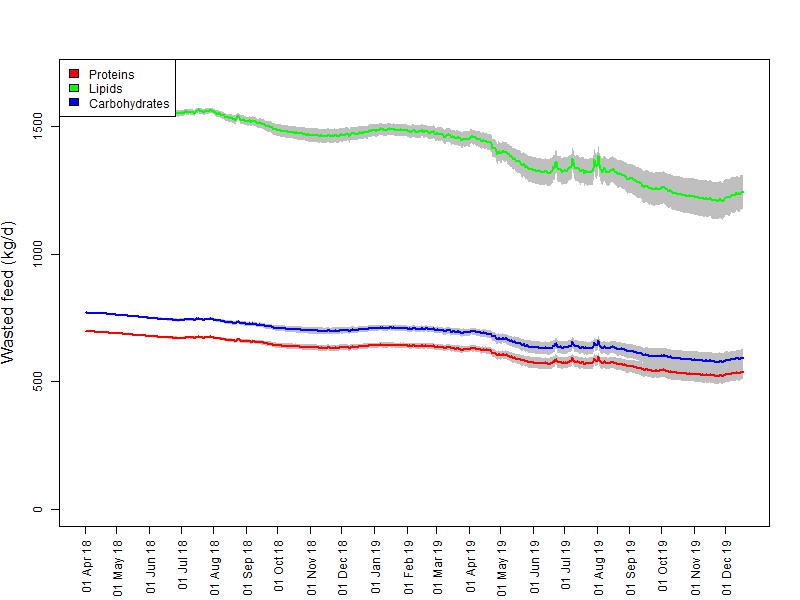 Proteins
Lipids
Carbohydrates
Wasted feed (kg/d)
1500
1000
500
0
01 Apr 18
01 May 18
01 Jun 18
01 Jul 18
01 Aug 18
01 Sep 18
01 Oct 18
01 Nov 18
01 Dec 18
01 Jan 19
01 Feb 19
01 Mar 19
01 Apr 19
01 May 19
01 Jun 19
01 Jul 19
01 Aug 19
01 Sep 19
01 Oct 19
01 Nov 19
01 Dec 19